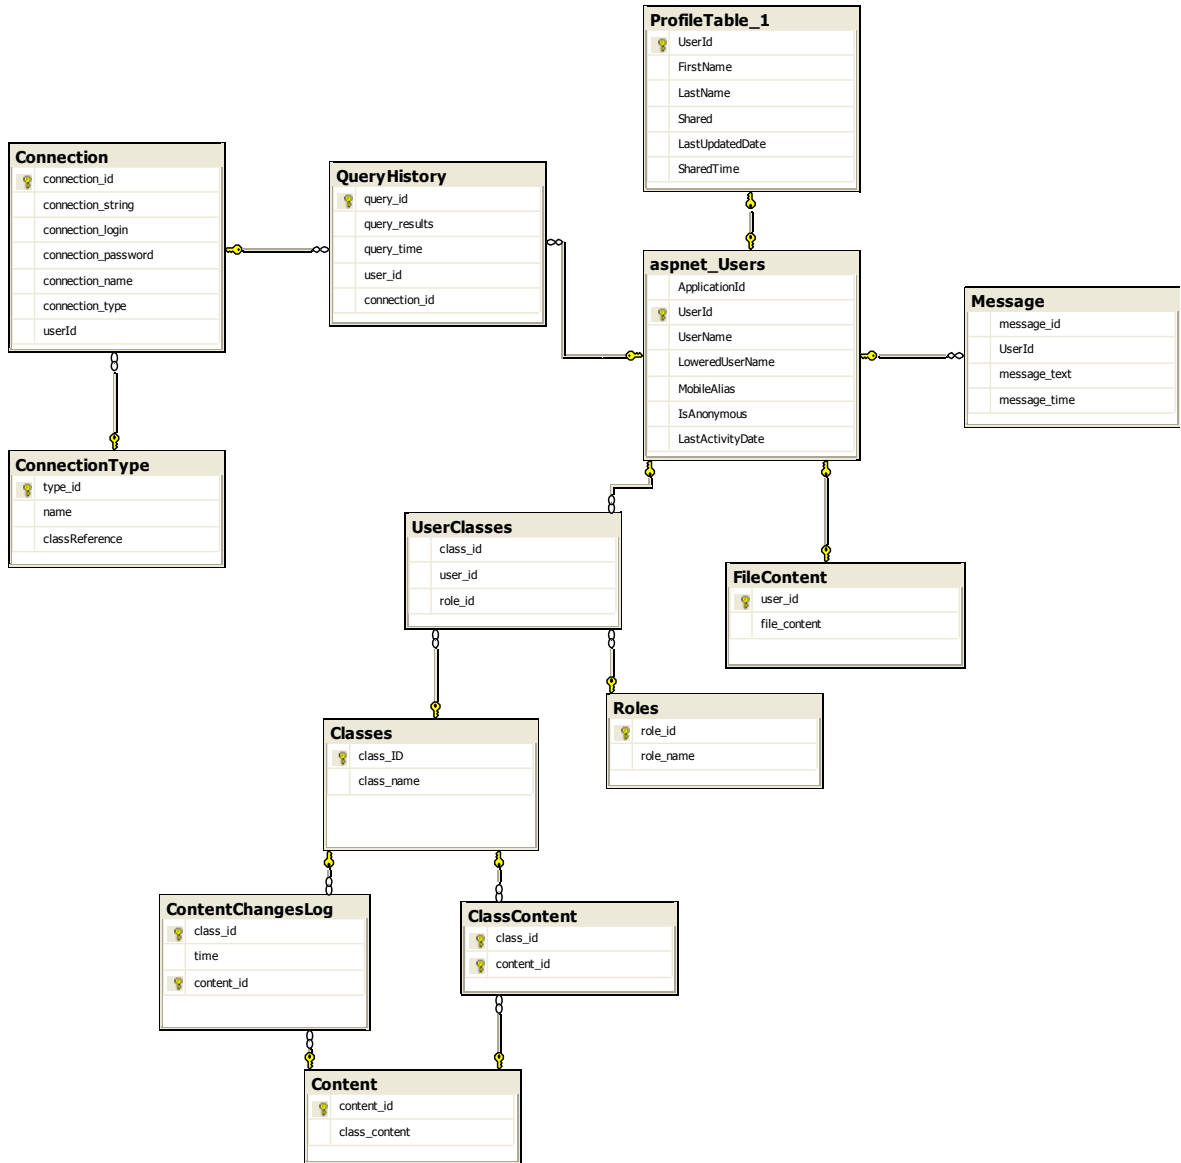 ProfileTable_1
UserId
FirstName
LastName
Shared
LastUpdatedDate
SharedTime
Connection
connection_id
connection_string
connection_login
connection_password
connection_name
connection_type
userId
QueryHistory
query_id
query_results
query_time
user_id
connection_id
aspnet_Users
ApplicationId
UserId
UserName
LoweredUserName
MobileAlias
IsAnonymous
LastActivityDate
Message
message_id
UserId
message_text
message_time
ConnectionType
type_id
name
classReference
UserClasses
class_id
user_id
role_id
FileContent
user_id
file_content
Roles
role_id
role_name
Classes
class_ID
class_name
ContentChangesLog
class_id
time
content_id
ClassContent
class_id
content_id
Content
content_id
class_content